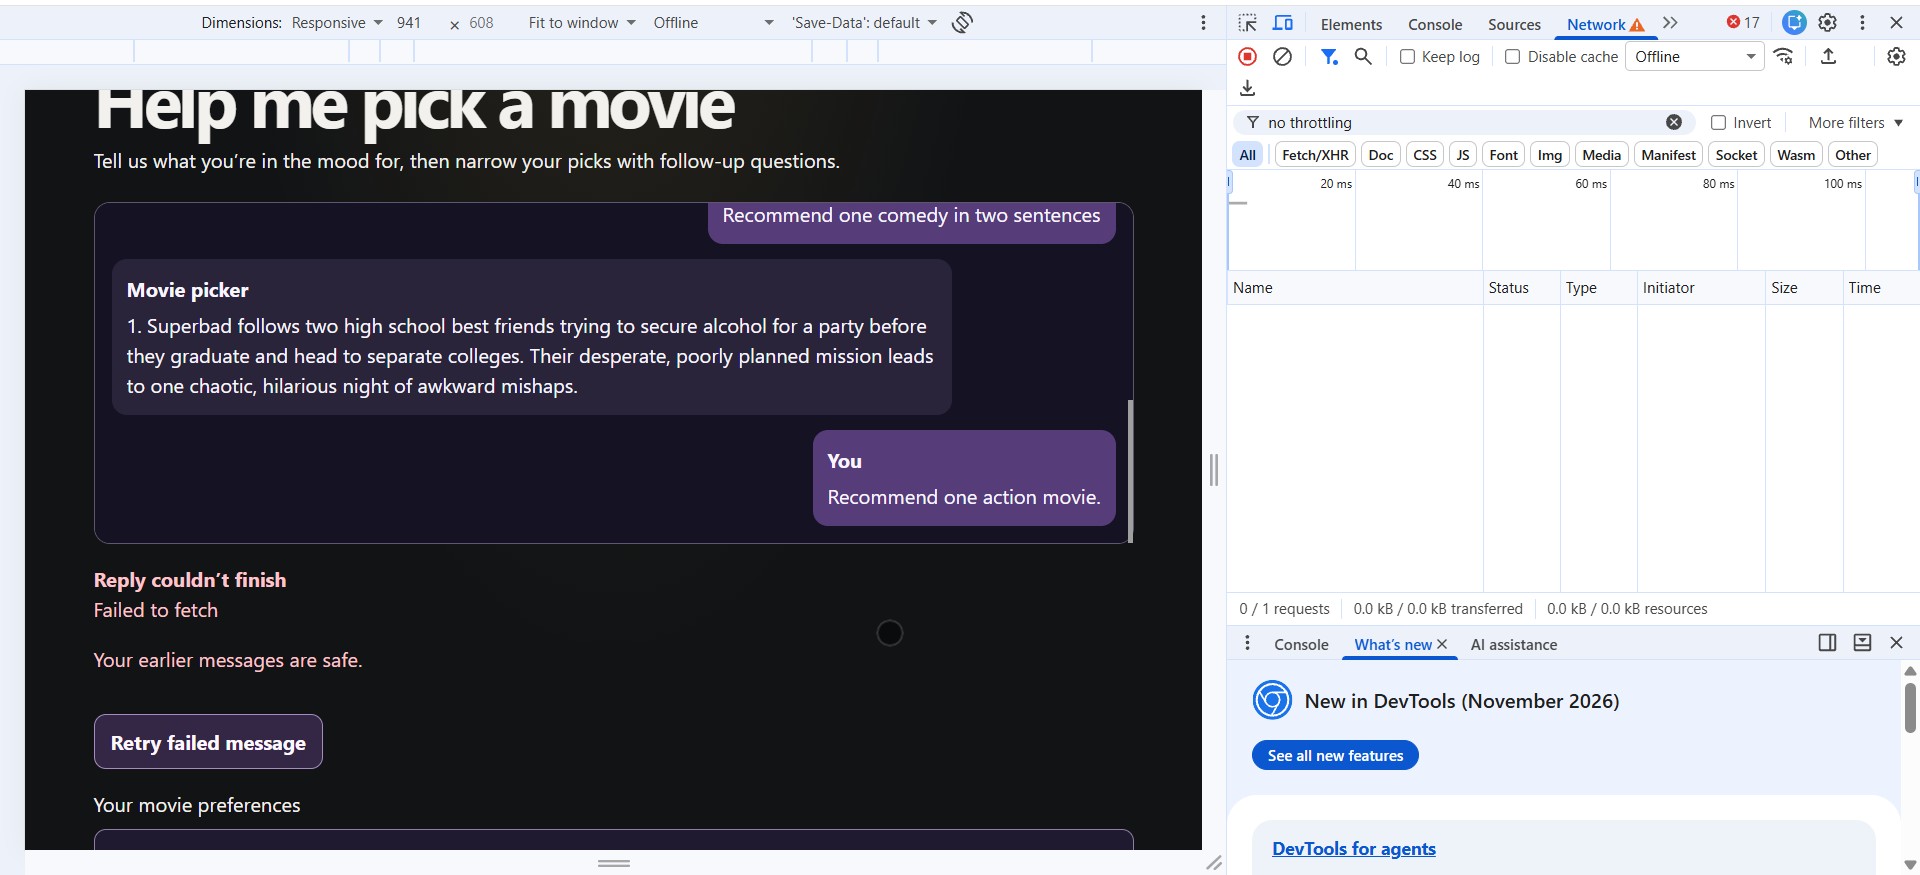 Dimensions: Responsive 941 × 608 Fit to window Offline 'Save-Data': default
Help me pick a movie
Tell us what you’re in the mood for, then narrow your picks with follow-up questions.
Recommend one comedy in two sentences
Movie picker
1. Superbad follows two high school best friends trying to secure alcohol for a party before
they graduate and head to separate colleges. Their desperate, poorly planned mission leads
to one chaotic, hilarious night of awkward mishaps.
You
Recommend one action movie.
Reply couldn’t finish
Failed to fetch
Your earlier messages are safe.
Retry failed message
Your movie preferences
Elements Console Sources Network 17
Keep log Disable cache Offline
no throttling Invert More filters
All Fetch/XHR Doc CSS JS Font Img Media Manifest Socket Wasm Other
20 ms 40 ms 60 ms 80 ms 100 ms
Name Status Type Initiator Size Time
0 / 1 requests 0.0 kB / 0.0 kB transferred 0.0 kB / 0.0 kB resources
Console What's new AI assistance
New in DevTools (November 2026)
See all new features
DevTools for agents